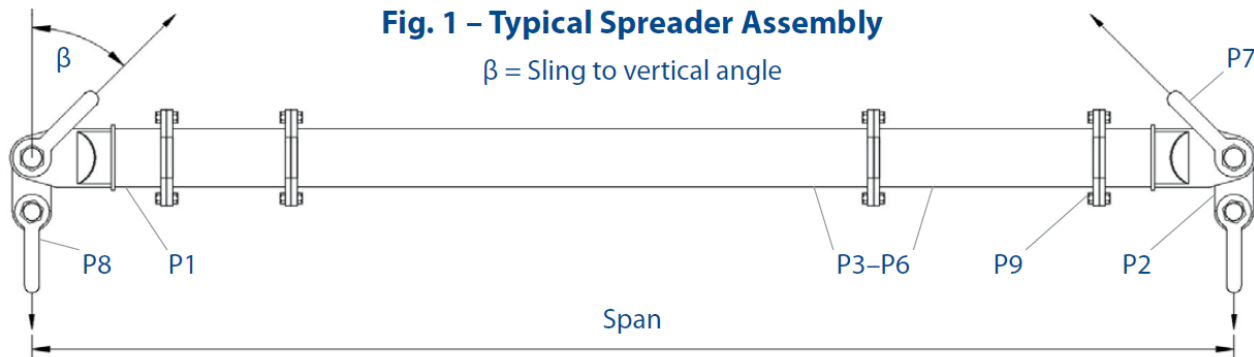 Fig. 1 – Typical Spreader Assembly
β = Sling to vertical angle
β
P7
P8
P1
P3–P6
P9
P2
Span